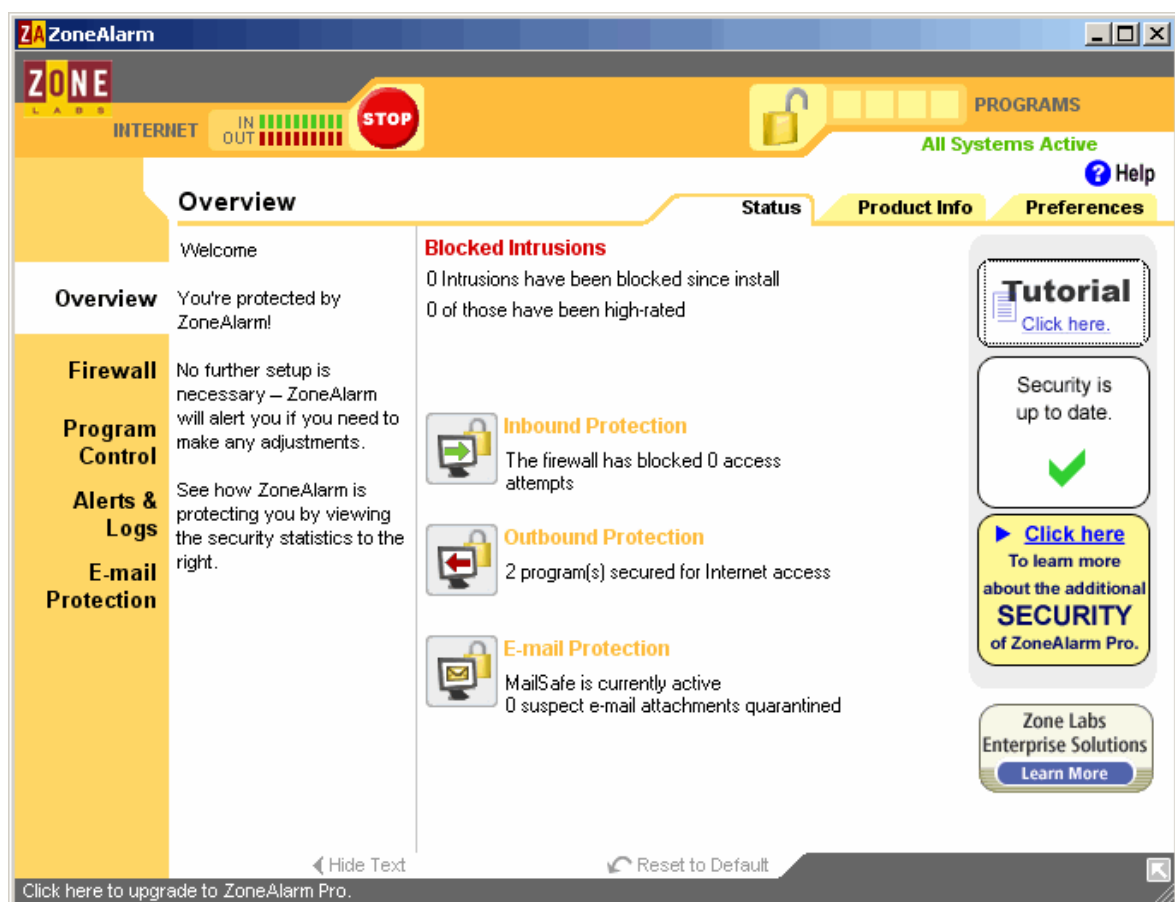 ZA ZoneAlarm
ZONE
LABS
INTERNET
IN
OUT
STOP
PROGRAMS
All Systems Active
? Help
Overview
Status
Product Info
Preferences
Overview
Firewall
Program
Control
Alerts &
Logs
E-mail
Protection
Welcome
You're protected by
ZoneAlarm!
No further setup is
necessary – ZoneAlarm
will alert you if you need to
make any adjustments.
See how ZoneAlarm is
protecting you by viewing
the security statistics to the
right.
Blocked Intrusions
0 Intrusions have been blocked since install
0 of those have been high-rated
Inbound Protection
The firewall has blocked 0 access
attempts
Outbound Protection
2 program(s) secured for Internet access
E-mail Protection
MailSafe is currently active
0 suspect e-mail attachments quarantined
Tutorial
Click here.
Security is
up to date.
Click here
To learn more
about the additional
SECURITY
of ZoneAlarm Pro.
Zone Labs
Enterprise Solutions
Learn More
Hide Text
Reset to Default
Click here to upgrade to ZoneAlarm Pro.